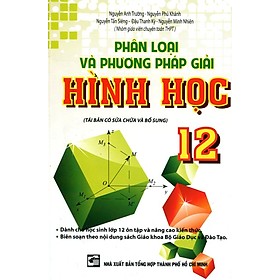 Nguyễn Anh Trường - Nguyễn Phú Khánh
Nguyễn Tấn Siêng - Đậu Thanh Kỳ - Nguyễn Minh Nhiên
(Nhóm giáo viên chuyên toán THPT)
PHÂN LOẠI
VÀ PHƯƠNG PHÁP GIẢI
HÌNH HỌC
(TÁI BẢN CÓ SỬA CHỮA VÀ BỔ SUNG)
12
- Dành cho học sinh lớp 12 ôn tập và nâng cao kiến thức.
- Biên soạn theo nội dung sách Giáo khoa Bộ Giáo Dục và Đào Tạo.
NHÀ XUẤT BẢN TỔNG HỢP THÀNH PHỐ HỒ CHÍ MINH